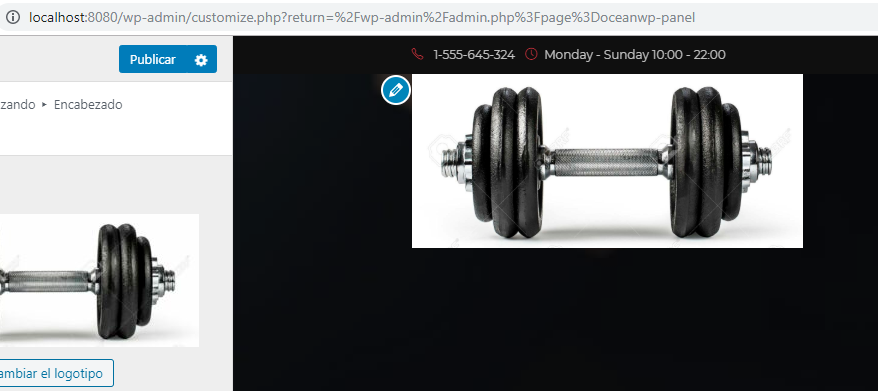 localhost:8080/wp-admin/customize.php?return=%2Fwp-admin%2Fadmin.php%3Fpage%3Doceanwp-panel
Publicar
1-555-645-324 Monday - Sunday 10:00 - 22:00
zando ▸ Encabezado
ambiar el logotipo